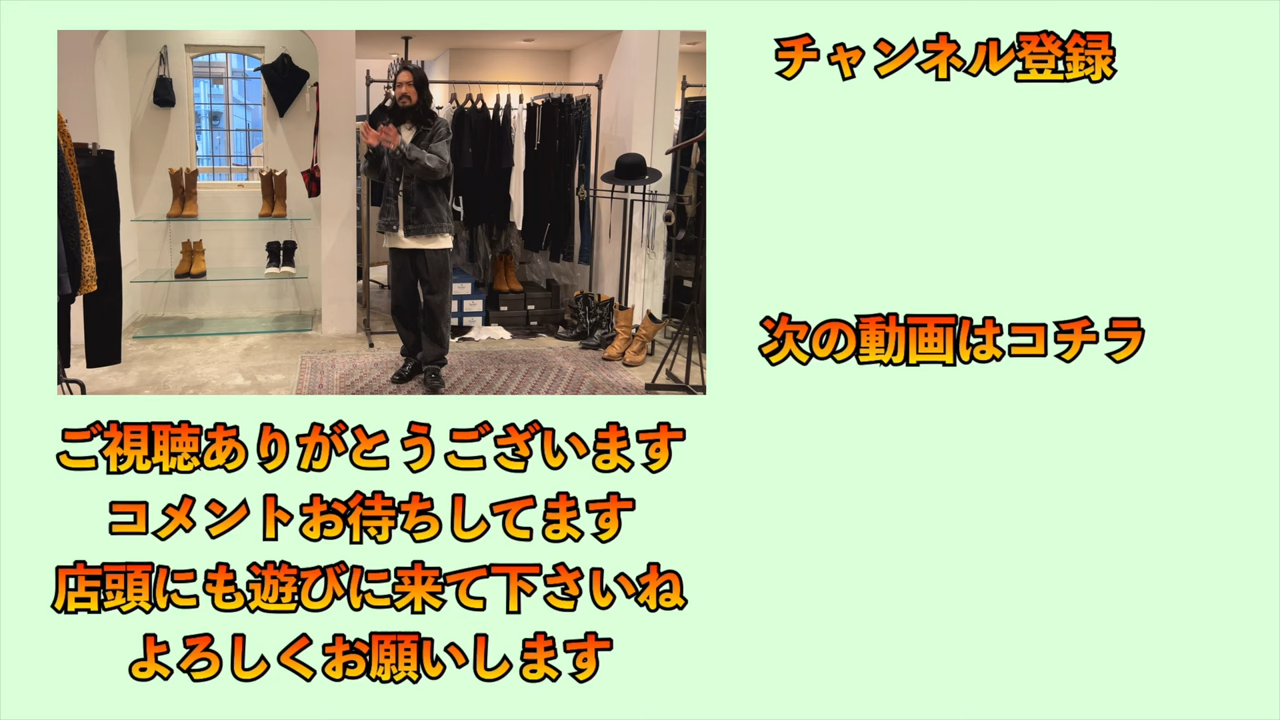 チャンネル登録
次の動画はコチラ
ご視聴ありがとうございます
コメントお待ちしてます
店頭にも遊びに来て下さいね
よろしくお願いします